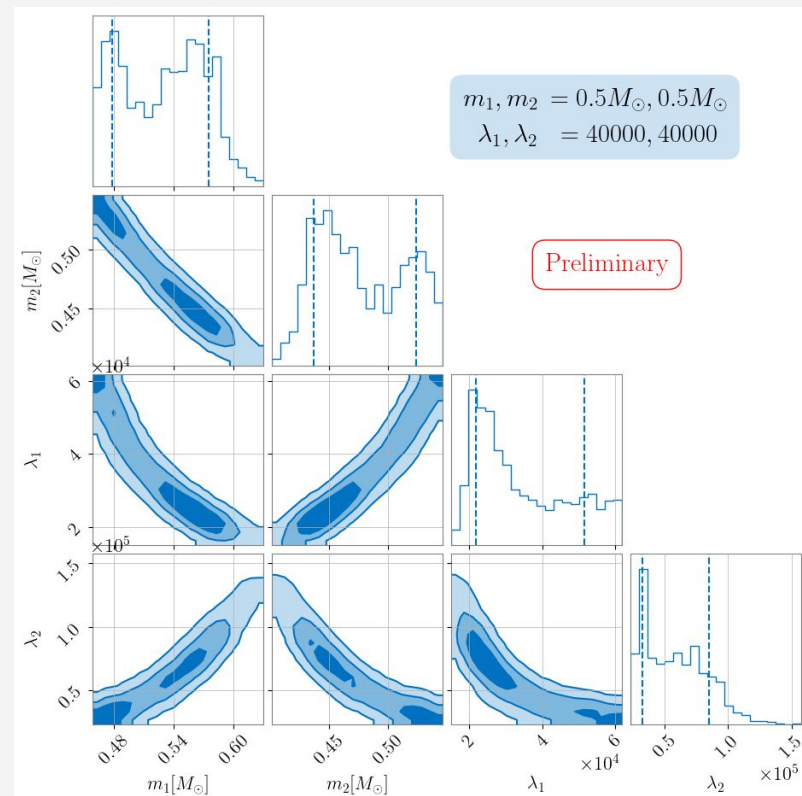 m₁, m₂ = 0.5M⊙, 0.5M⊙
λ₁, λ₂ = 40000, 40000
Preliminary
m₂[M⊙]
0.50
0.45
×10⁴
λ₁
6
4
2
×10⁵
λ₂
1.5
1.0
0.5
0.48
0.54
0.60
m₁[M⊙]
0.45
0.50
m₂[M⊙]
2
4
6
×10⁴
λ₁
0.5
1.0
1.5
×10⁵
λ₂